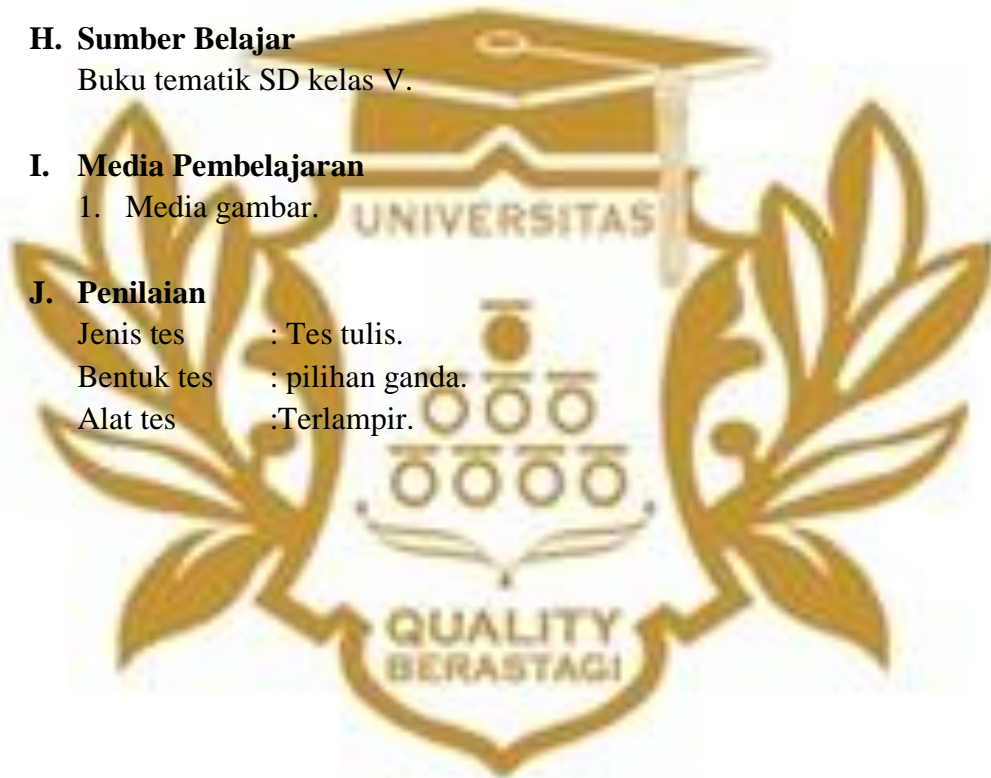 H. Sumber Belajar
Buku tematik SD kelas V.
I. Media Pembelajaran
1. Media gambar.
UNIVERSITAS
J. Penilaian
Jenis tes : Tes tulis.
Bentuk tes : pilihan ganda.
Alat tes :Terlampir.
QUALITY
BERASTAGI